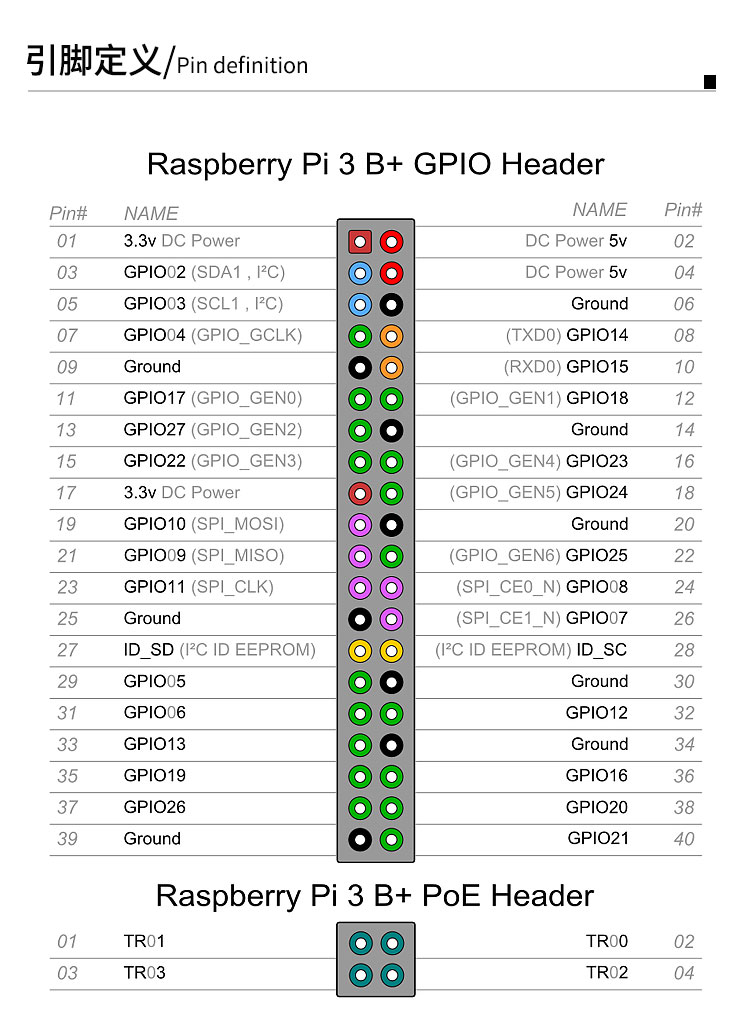 引脚定义/Pin definition
Raspberry Pi 3 B+ GPIO Header
Pin# NAME NAME Pin#
01 3.3v DC Power DC Power 5v 02
03 GPIO02 (SDA1 , I²C) DC Power 5v 04
05 GPIO03 (SCL1 , I²C) Ground 06
07 GPIO04 (GPIO_GCLK) (TXD0) GPIO14 08
09 Ground (RXD0) GPIO15 10
11 GPIO17 (GPIO_GEN0) (GPIO_GEN1) GPIO18 12
13 GPIO27 (GPIO_GEN2) Ground 14
15 GPIO22 (GPIO_GEN3) (GPIO_GEN4) GPIO23 16
17 3.3v DC Power (GPIO_GEN5) GPIO24 18
19 GPIO10 (SPI_MOSI) Ground 20
21 GPIO09 (SPI_MISO) (GPIO_GEN6) GPIO25 22
23 GPIO11 (SPI_CLK) (SPI_CE0_N) GPIO08 24
25 Ground (SPI_CE1_N) GPIO07 26
27 ID_SD (I²C ID EEPROM) (I²C ID EEPROM) ID_SC 28
29 GPIO05 Ground 30
31 GPIO06 GPIO12 32
33 GPIO13 Ground 34
35 GPIO19 GPIO16 36
37 GPIO26 GPIO20 38
39 Ground GPIO21 40
Raspberry Pi 3 B+ PoE Header
01 TR01 TR00 02
03 TR03 TR02 04